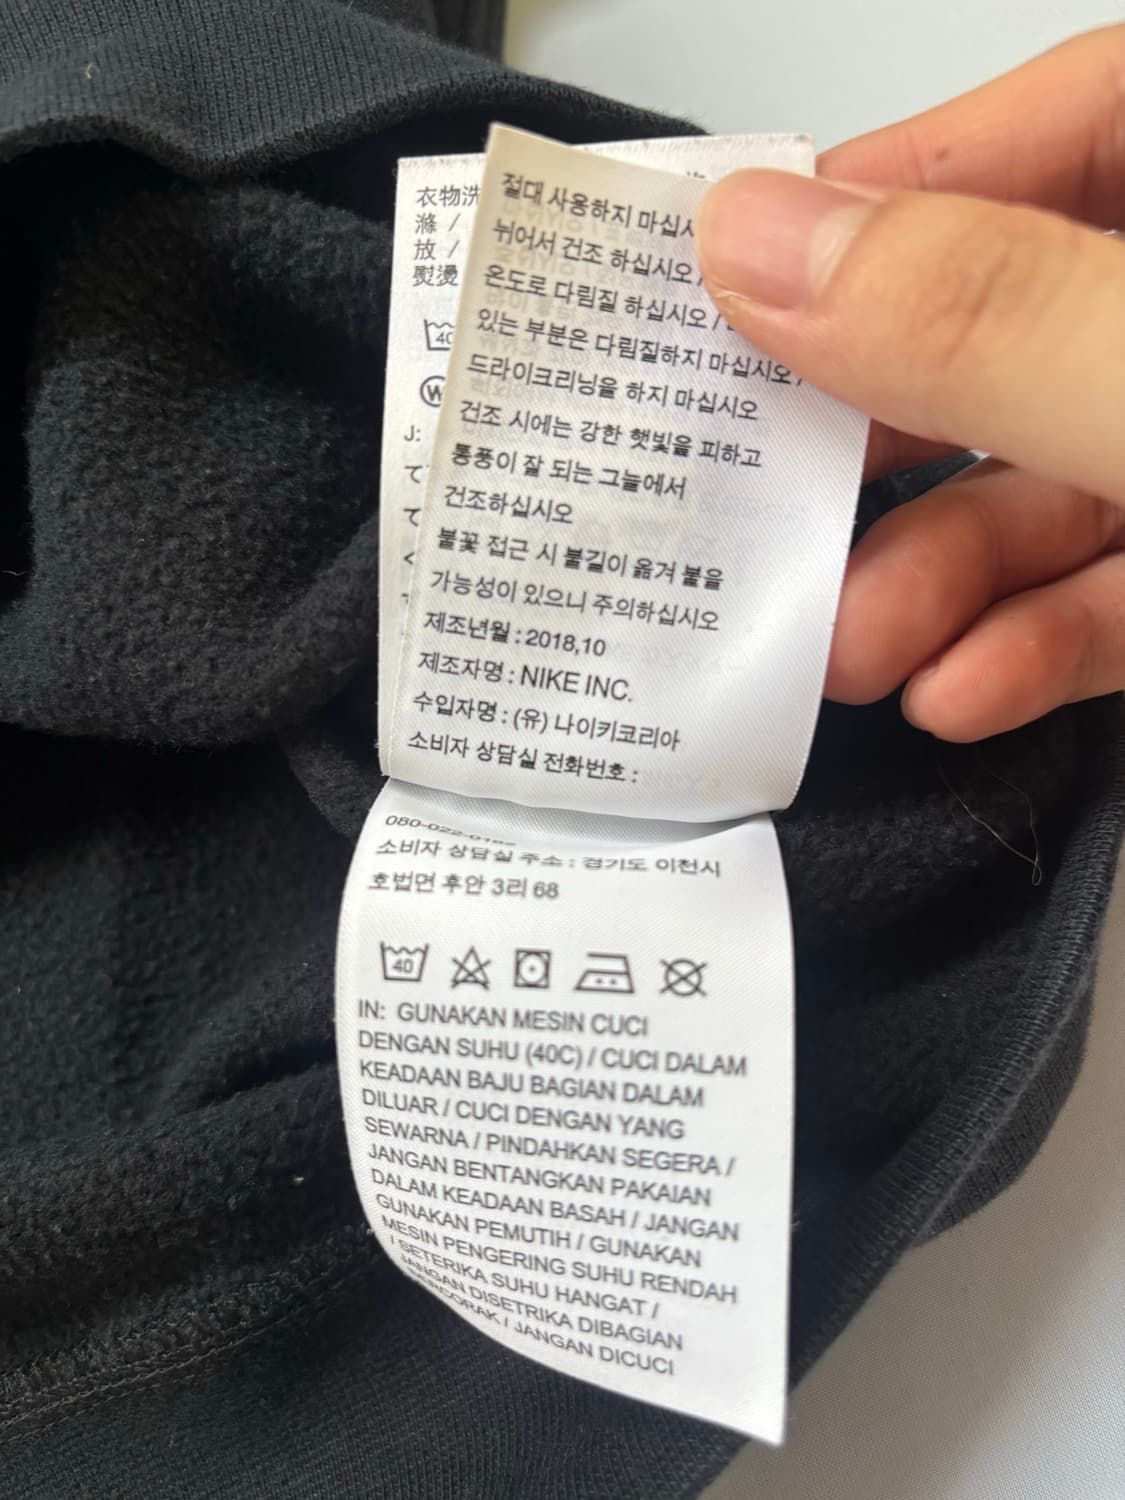 衣物洗
滌 /
放 /
熨燙
40
W
J:
て
て
く
절대 사용하지 마십시
뉘어서 건조 하십시오 /
온도로 다림질 하십시오 /
있는 부분은 다림질하지 마십시오 /
드라이크리닝을 하지 마십시오
건조 시에는 강한 햇빛을 피하고
통풍이 잘 되는 그늘에서
건조하십시오
불꽃 접근 시 불길이 옮겨 붙을
가능성이 있으니 주의하십시오
제조년월 : 2018,10
제조자명 : NIKE INC.
수입자명 : (유) 나이키코리아
소비자 상담실 전화번호 :
소비자 상담실 주소 : 경기도 이천시
호법면 후안 3리 68
40
IN: GUNAKAN MESIN CUCI
DENGAN SUHU (40C) / CUCI DALAM
KEADAAN BAJU BAGIAN DALAM
DILUAR / CUCI DENGAN YANG
SEWARNA / PINDAHKAN SEGERA /
JANGAN BENTANGKAN PAKAIAN
DALAM KEADAAN BASAH / JANGAN
GUNAKAN PEMUTIH / GUNAKAN
MESIN PENGERING SUHU RENDAH
/ SETERIKA SUHU HANGAT /
JANGAN DISETRIKA DIBAGIAN
/ JANGAN DICUCI